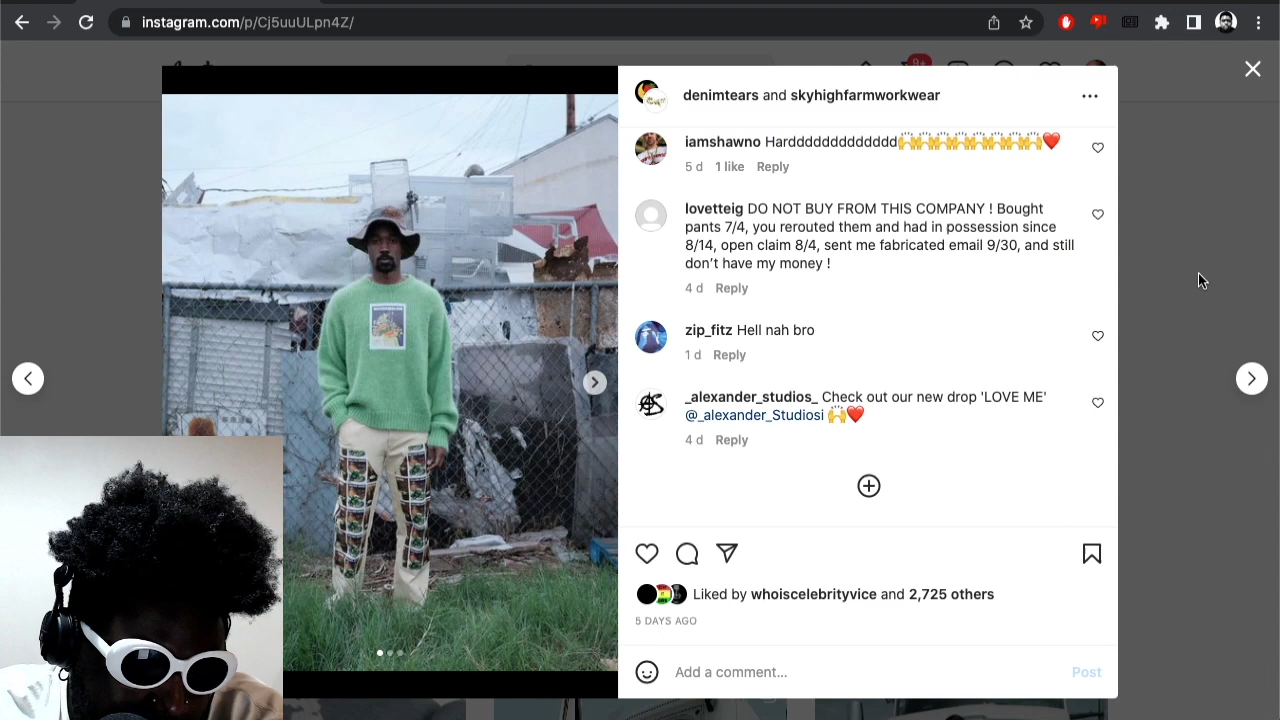 instagram.com/p/Cj5uuULpn4Z/
9+
denimtears and skyhighfarmworkwear
iamshawno Harddddddddddddd🙌🙌🙌🙌🙌🙌🙌🙌🙌❤️
5 d 1 like Reply
lovetteig DO NOT BUY FROM THIS COMPANY ! Bought
pants 7/4, you rerouted them and had in possession since
8/14, open claim 8/4, sent me fabricated email 9/30, and still
don’t have my money !
4 d Reply
zip_fitz Hell nah bro
1 d Reply
_alexander_studios_ Check out our new drop 'LOVE ME'
@_alexander_Studiosi 🙌❤️
4 d Reply
Liked by whoiscelebrityvice and 2,725 others
5 DAYS AGO
Add a comment...
Post